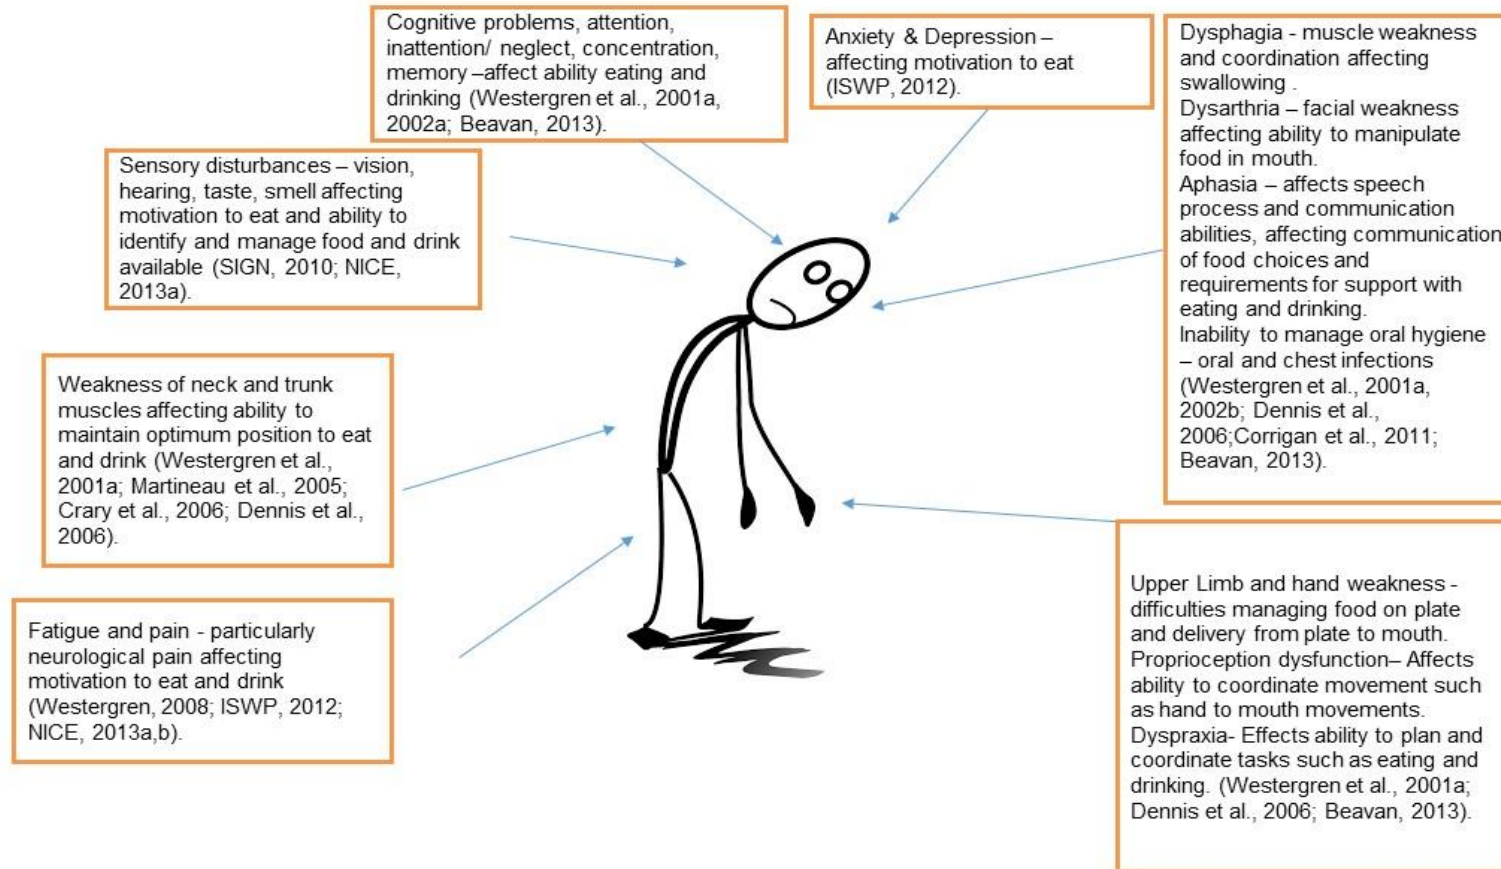 Cognitive problems, attention,
inattention/ neglect, concentration,
memory –affect ability eating and
drinking (Westergren et al., 2001a,
2002a; Beavan, 2013).
Anxiety & Depression –
affecting motivation to eat
(ISWP, 2012).
Dysphagia - muscle weakness
and coordination affecting
swallowing .
Dysarthria – facial weakness
affecting ability to manipulate
food in mouth.
Aphasia – affects speech
process and communication
abilities, affecting communication
of food choices and
requirements for support with
eating and drinking.
Inability to manage oral hygiene
– oral and chest infections
(Westergren et al., 2001a,
2002b; Dennis et al.,
2006;Corrigan et al., 2011;
Beavan, 2013).
Sensory disturbances – vision,
hearing, taste, smell affecting
motivation to eat and ability to
identify and manage food and drink
available (SIGN, 2010; NICE,
2013a).
Weakness of neck and trunk
muscles affecting ability to
maintain optimum position to eat
and drink (Westergren et al.,
2001a; Martineau et al., 2005;
Crary et al., 2006; Dennis et al.,
2006).
Upper Limb and hand weakness -
difficulties managing food on plate
and delivery from plate to mouth.
Proprioception dysfunction– Affects
ability to coordinate movement such
as hand to mouth movements.
Dyspraxia- Effects ability to plan and
coordinate tasks such as eating and
drinking. (Westergren et al., 2001a;
Dennis et al., 2006; Beavan, 2013).
Fatigue and pain - particularly
neurological pain affecting
motivation to eat and drink
(Westergren, 2008; ISWP, 2012;
NICE, 2013a,b).